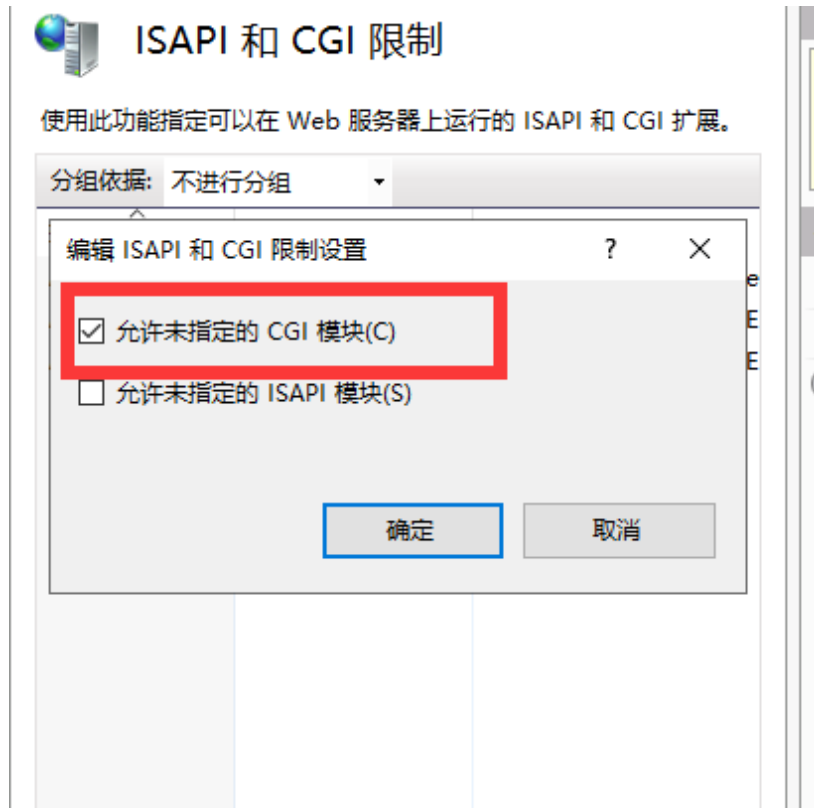 ISAPI 和 CGI 限制
使用此功能指定可以在 Web 服务器上运行的 ISAPI 和 CGI 扩展。
分组依据: 不进行分组
编辑 ISAPI 和 CGI 限制设置
?
e
允许未指定的 CGI 模块(C)
E
E
允许未指定的 ISAPI 模块(S)
确定 取消